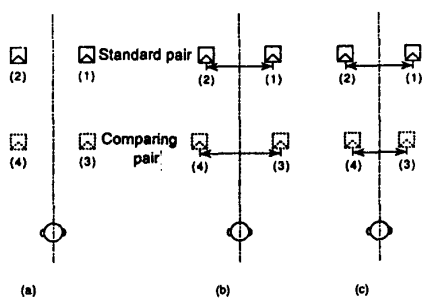 Standard pair
(2) (1) (2) (1) (2) (1)
Comparing
pair
(4) (3) (4) (3) (4) (3)
(a) (b) (c)